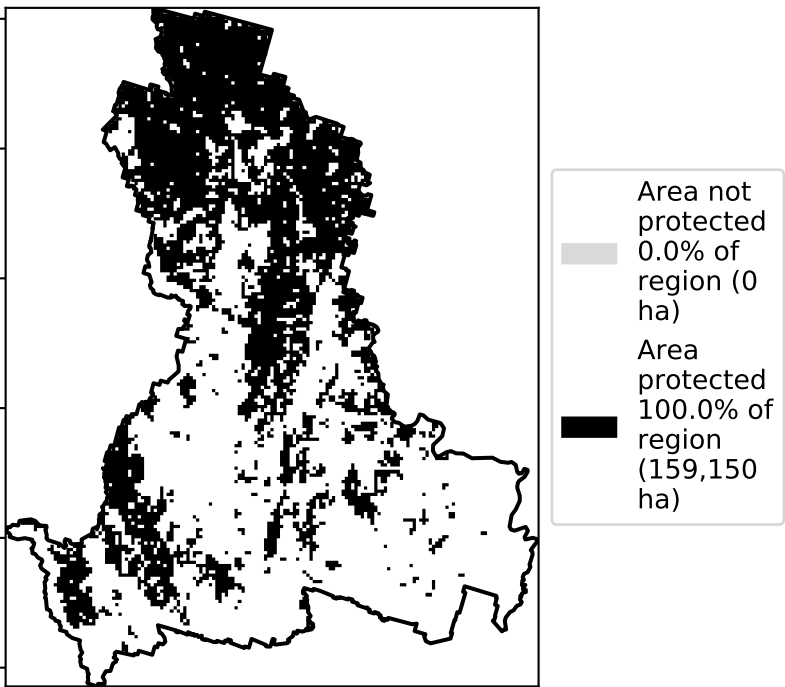 Area not
protected
0.0% of
region (0
ha)
Area
protected
100.0% of
region
(159,150
ha)